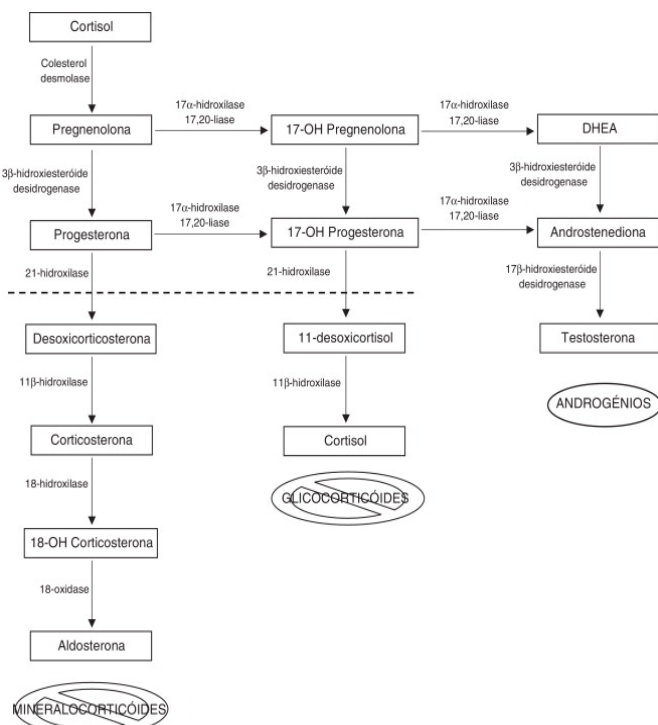 Cortisol
Colesterol
desmolase
Pregnenolona
17α-hidroxilase
17,20-liase
17-OH Pregnenolona
17α-hidroxilase
17,20-liase
DHEA
3β-hidroxiesteróide
desidrogenase
3β-hidroxiesteróide
desidrogenase
3β-hidroxiesteróide
desidrogenase
Progesterona
17α-hidroxilase
17,20-liase
17-OH Progesterona
17α-hidroxilase
17,20-liase
Androstenediona
21-hidroxilase
21-hidroxilase
17β-hidroxiesteróide
desidrogenase
Desoxicorticosterona
11-desoxicortisol
Testosterona
11β-hidroxilase
11β-hidroxilase
ANDROGÉNIOS
Corticosterona
Cortisol
18-hidroxilase
GLICOCORTICÓIDES
18-OH Corticosterona
18-oxidase
Aldosterona
MINERALOCORTICÓIDES